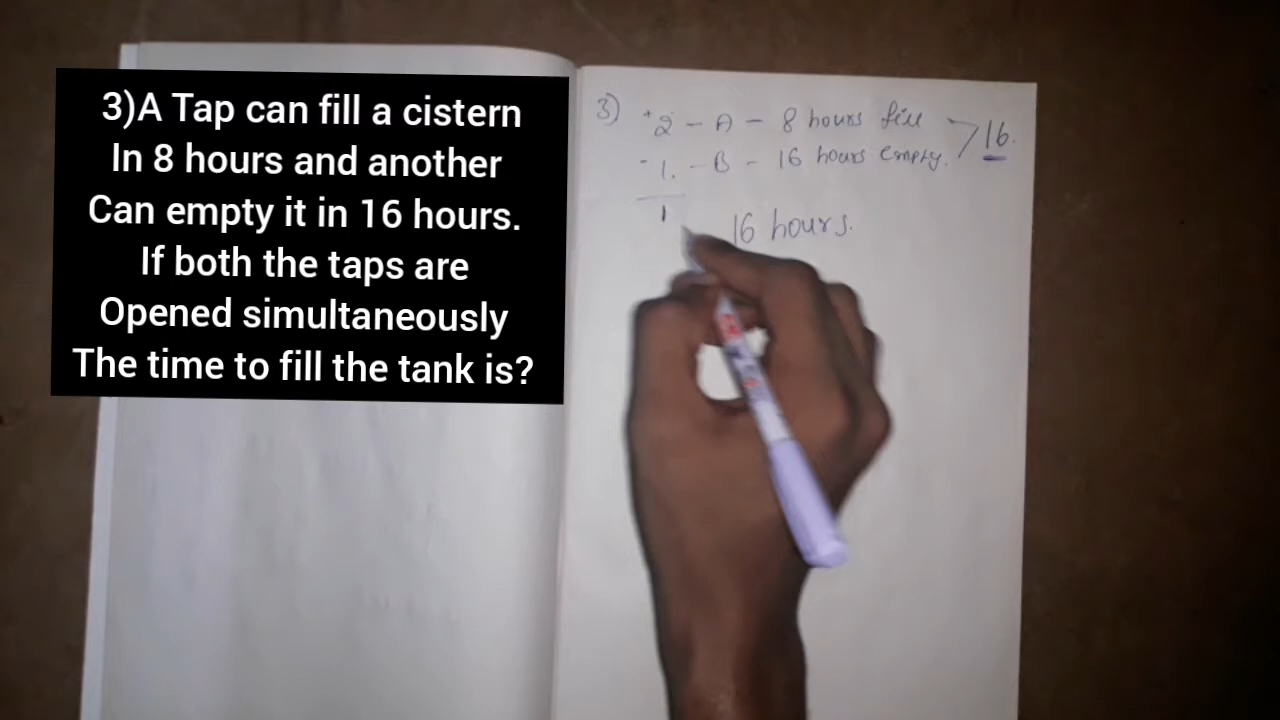 3)A Tap can fill a cistern
In 8 hours and another
Can empty it in 16 hours.
If both the taps are
Opened simultaneously
The time to fill the tank is?
3) +2 - A - 8 hours fill > 16.
- 1. - B - 16 hours empty.
1 16 hours.